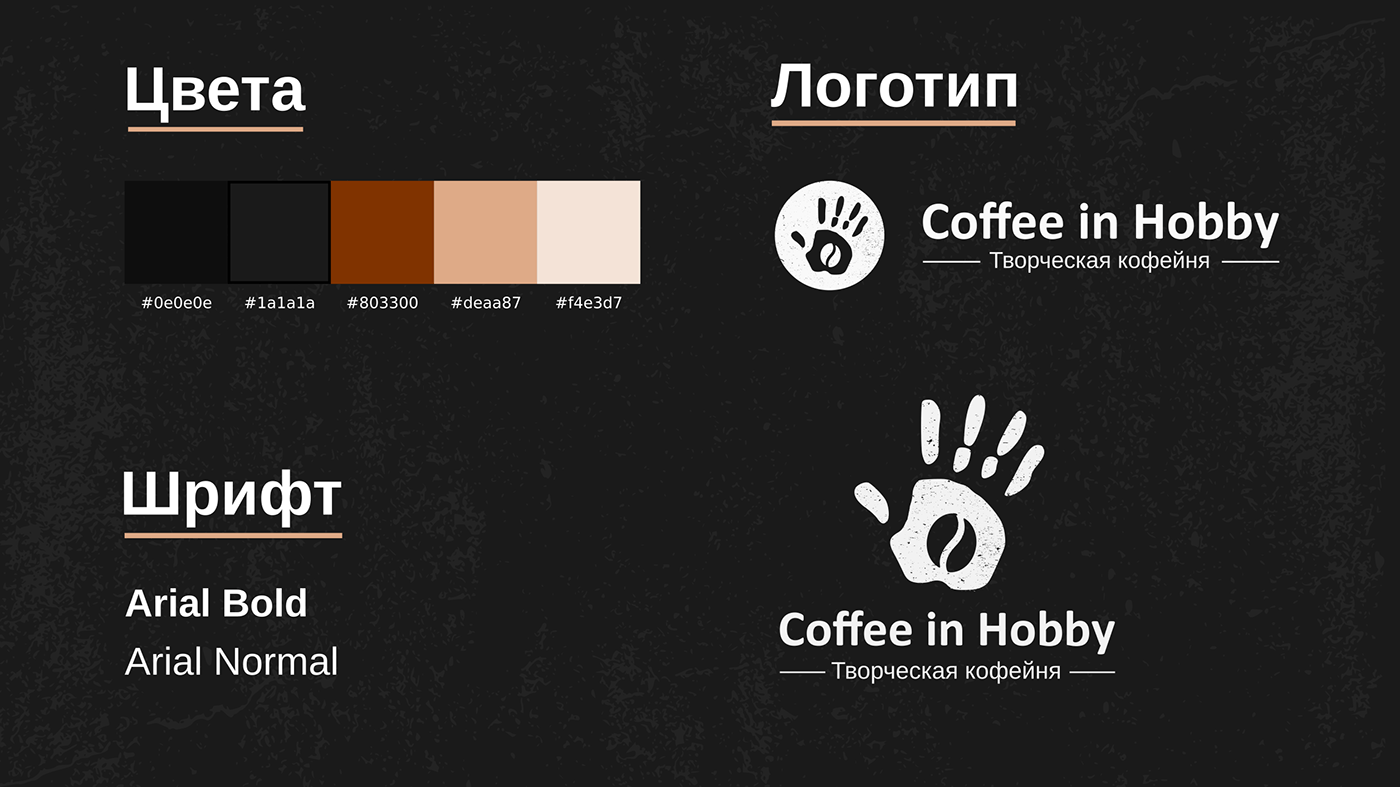 Цвета
#0e0e0e #1a1a1a #803300 #deaa87 #f4e3d7
Шрифт
Arial Bold
Arial Normal
Логотип
Coffee in Hobby
Творческая кофейня
Coffee in Hobby
Творческая кофейня